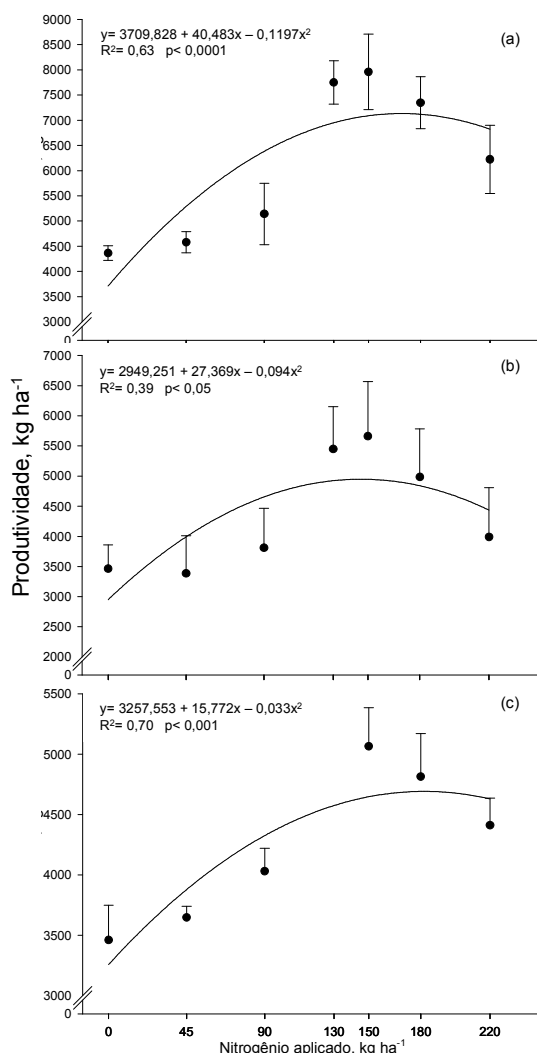 y= 3709,828 + 40,483x – 0,1197x²
R²= 0,63 p< 0,0001
(a)
9000
8500
8000
7500
7000
6500
6000
5500
5000
4500
4000
3500
3000
0
y= 2949,251 + 27,369x – 0,094x²
R²= 0,39 p< 0,05
(b)
7000
6500
6000
5500
5000
4500
4000
3500
3000
2500
2000
0
Produtividade, kg ha⁻¹
y= 3257,553 + 15,772x – 0,033x²
R²= 0,70 p< 0,001
(c)
5500
5000
4500
4000
3500
3000
0
0 45 90 130 150 180 220
Nitrogênio aplicado, kg ha⁻¹